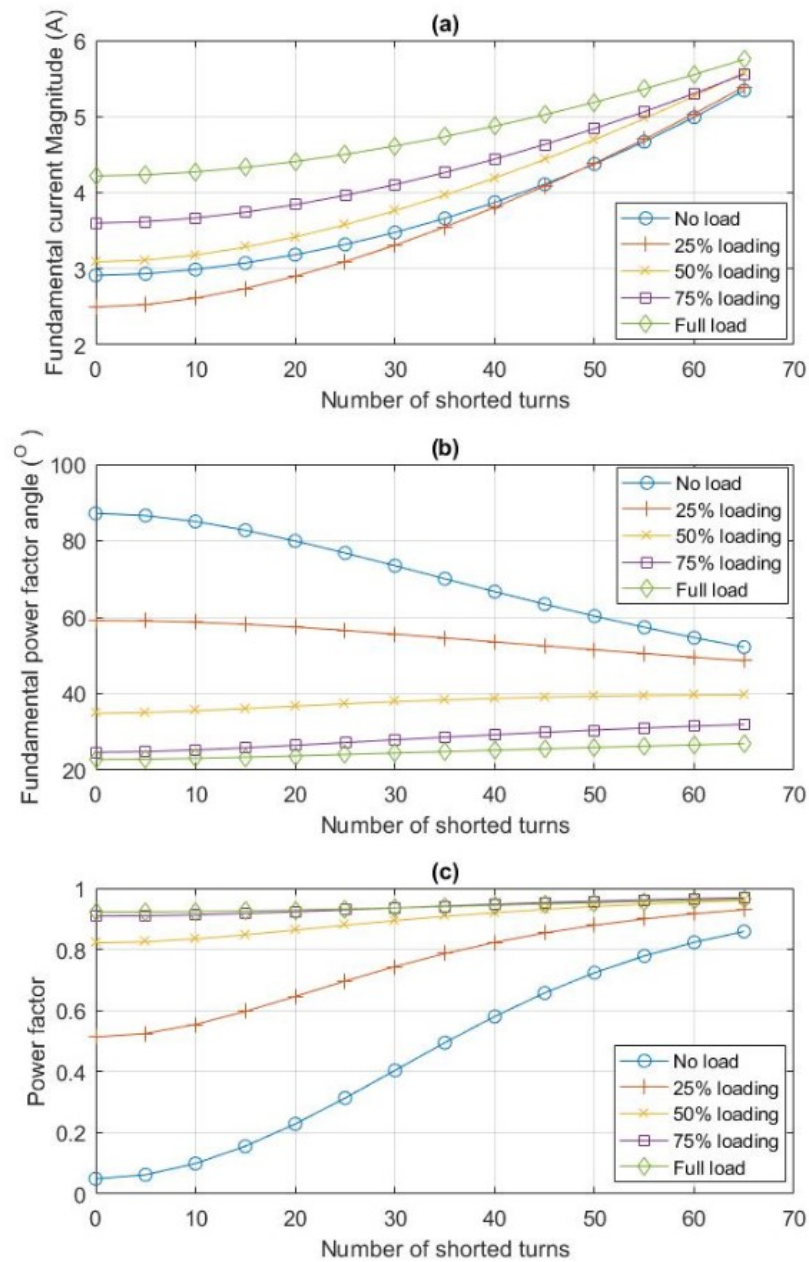 (a)
Fundamental current Magnitude (A)
6
5
4
3
2
No load
25% loading
50% loading
75% loading
Full load
0 10 20 30 40 50 60 70
Number of shorted turns
(b)
Fundamental power factor angle (O)
100
80
60
40
20
No load
25% loading
50% loading
75% loading
Full load
0 10 20 30 40 50 60 70
Number of shorted turns
(c)
Power factor
1
0.8
0.6
0.4
0.2
0
No load
25% loading
50% loading
75% loading
Full load
0 10 20 30 40 50 60 70
Number of shorted turns